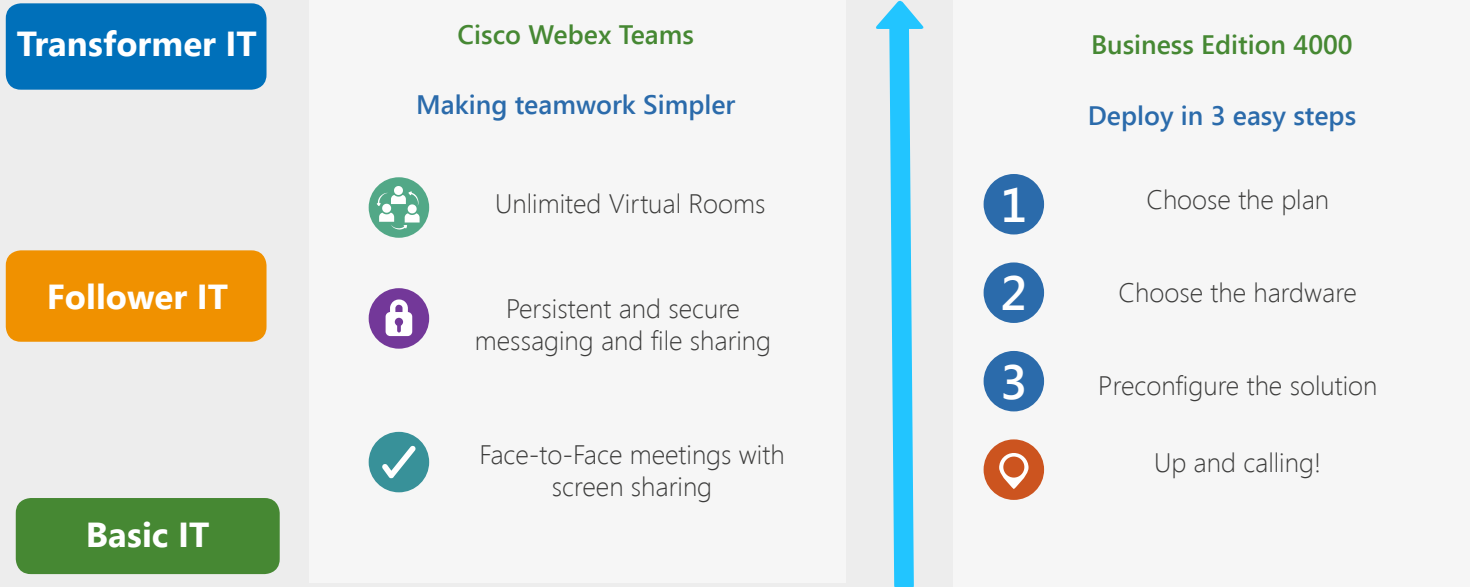 Transformer IT
Follower IT
Basic IT
Cisco Webex Teams
Making teamwork Simpler
Unlimited Virtual Rooms
Persistent and secure
messaging and file sharing
Face-to-Face meetings with
screen sharing
Business Edition 4000
Deploy in 3 easy steps
1 Choose the plan
2 Choose the hardware
3 Preconfigure the solution
Up and calling!